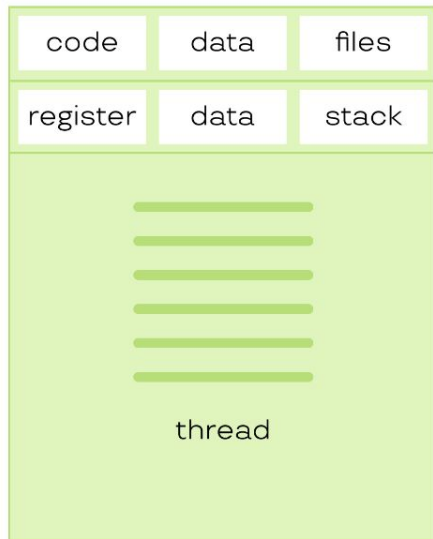 code data files
register data stack
thread